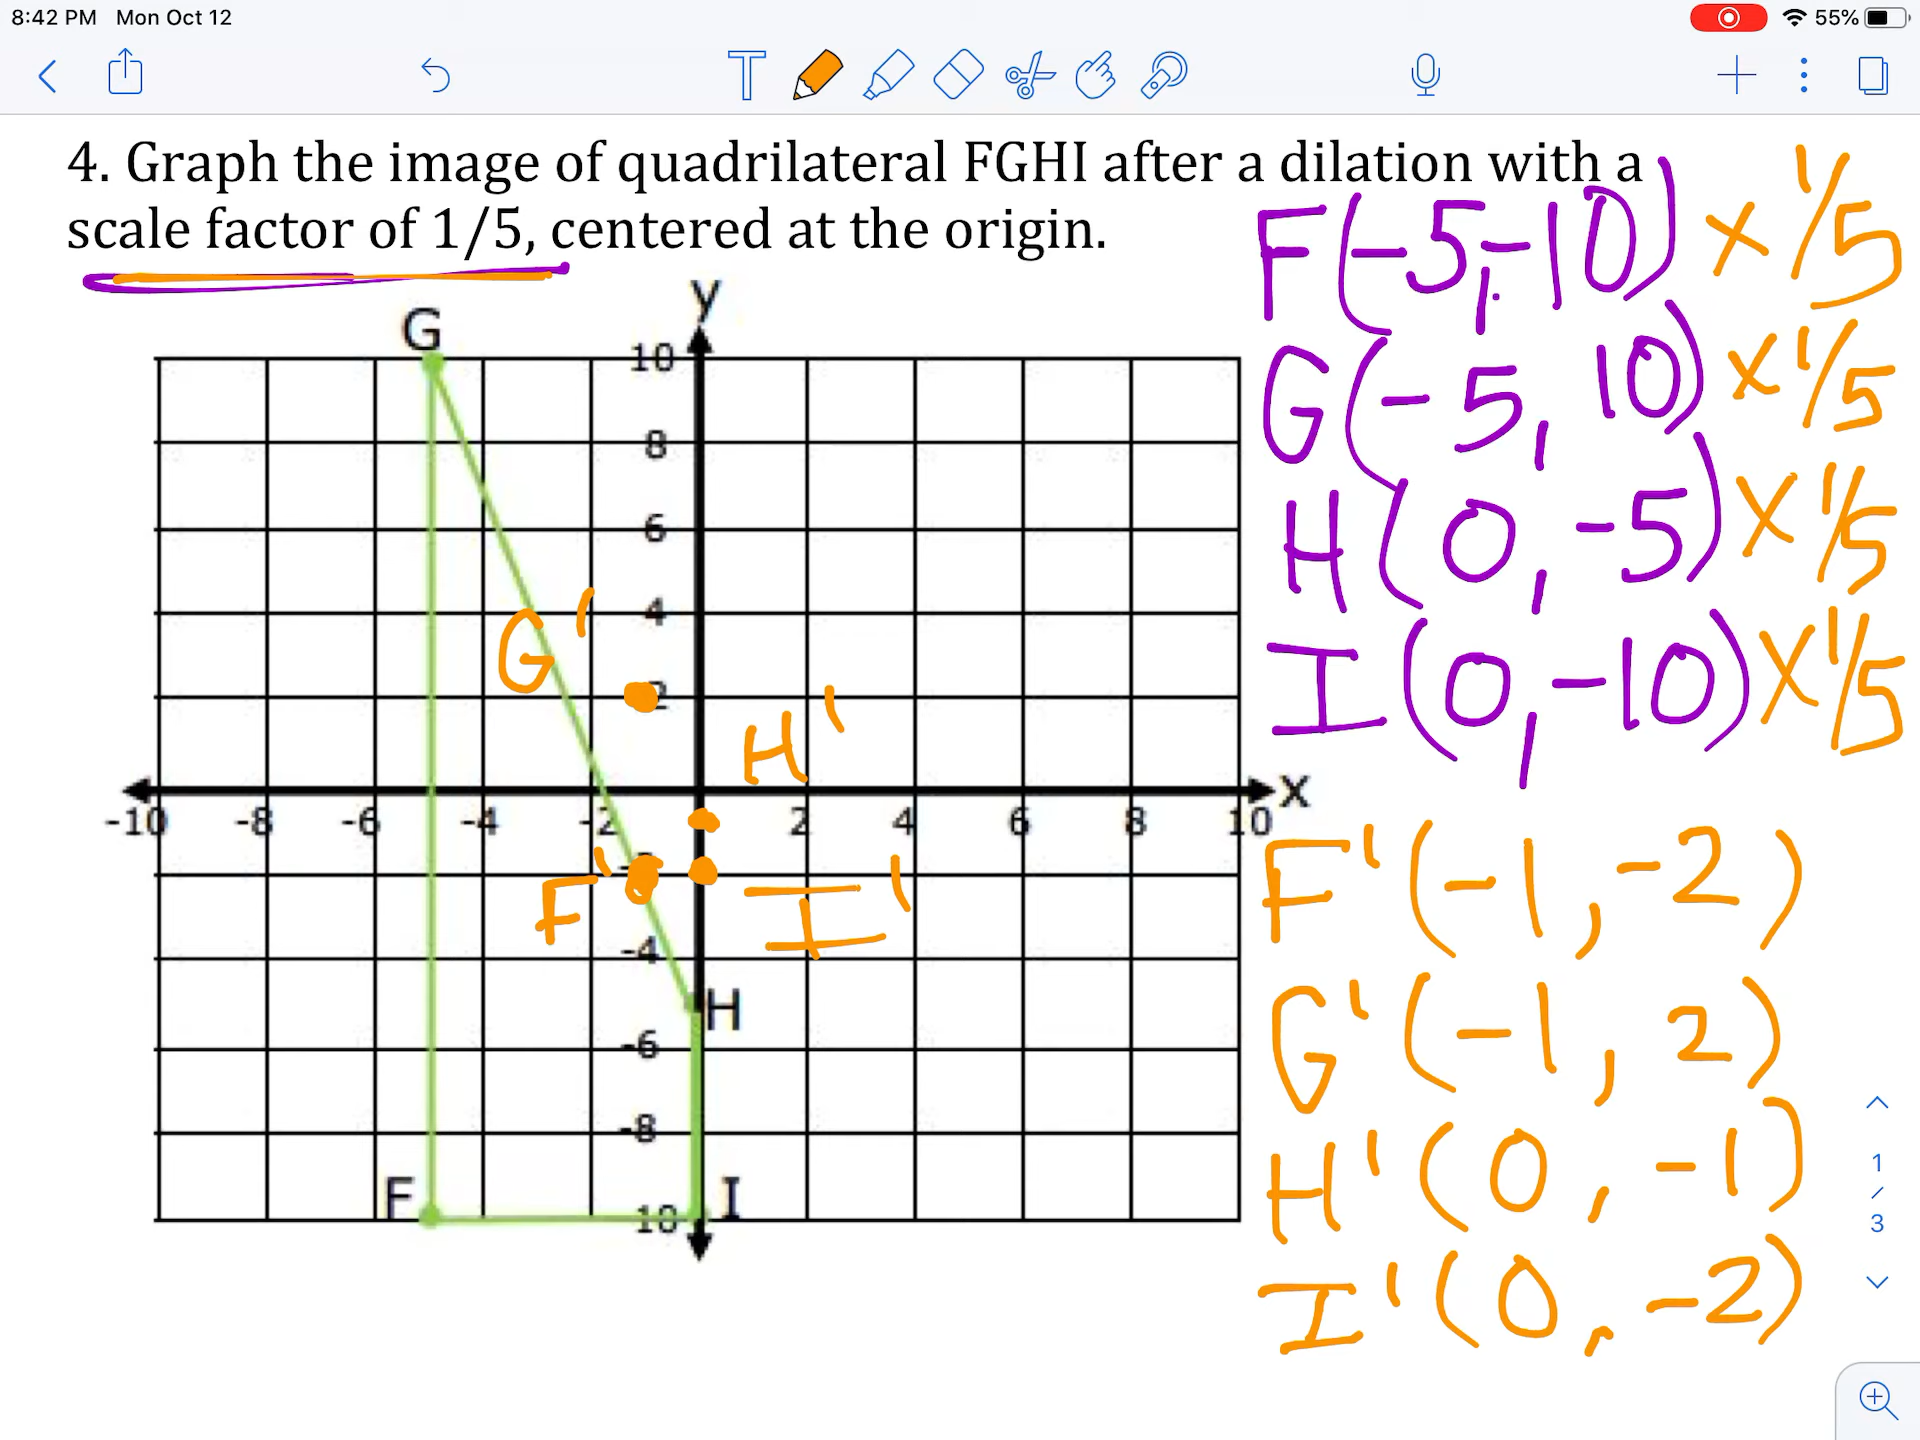 8:42 PM Mon Oct 12 55%
T
4. Graph the image of quadrilateral FGHI after a dilation with a
scale factor of 1/5, centered at the origin.
F(-5,-10) x 1/5
G(-5, 10) x 1/5
H(0, -5) x 1/5
I(0, -10) x 1/5
y
G
10
8
6
4
G'
2
H'
x
-10 -8 -6 -4 -2 2 4 6 8 10
F' I'
-4
H
-6
-8
F I
10
F'(-1, -2)
G'(-1, 2)
H'(0, -1)
I'(0, -2)
1
/
3